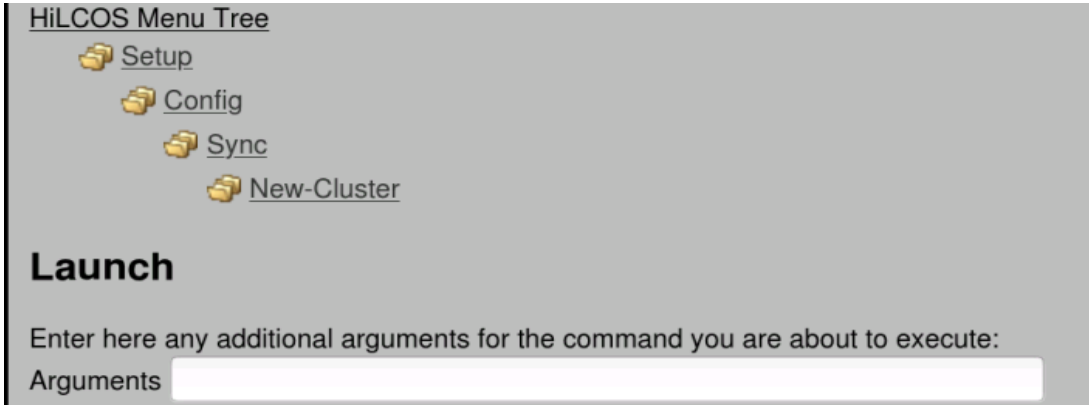 HiLCOS Menu Tree
Setup
Config
Sync
New-Cluster
Launch
Enter here any additional arguments for the command you are about to execute:
Arguments